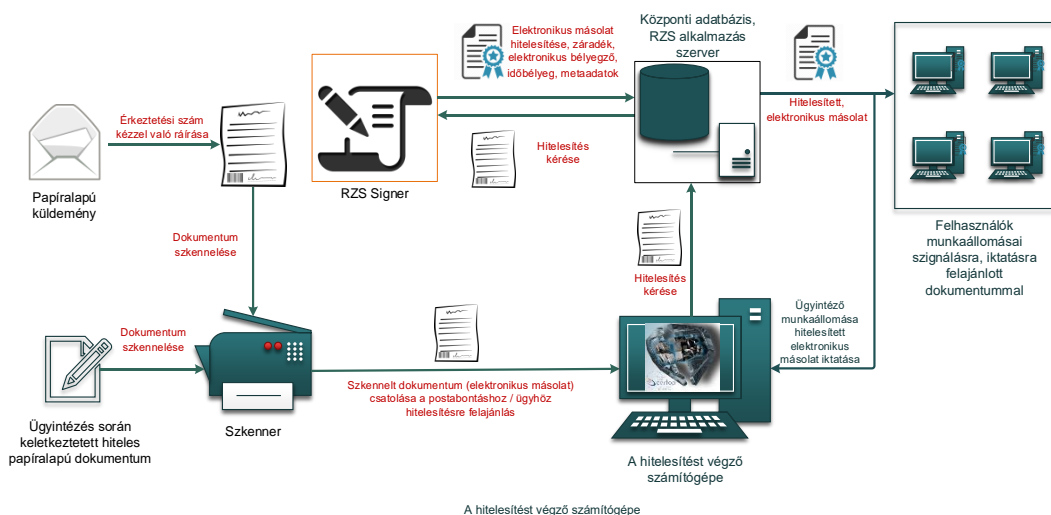 Központi adatbázis,
RZS alkalmazás
szerver
Elektronikus másolat
hitelesítése, záradék,
elektronikus bélyegző,
időbélyeg, metaadatok
Érkeztetési szám
kézzel való ráírása
Hitelesített,
elektronikus másolat
Hitelesítés
kérése
Papíralapú
küldemény
RZS Signer
Felhasználók
munkaállomásai
szignálásra, iktatásra
felajánlott
dokumentummal
Dokumentum
szkennelése
Hitelesítés
kérése
Ügyintéző
munkaállomása
hitelesített
elektronikus
másolat iktatása
Dokumentum
szkennelése
Szkennelt dokumentum (elektronikus másolat)
csatolása a postabontáshoz / ügyhöz
hitelesítésre felajánlás
Ügyintézés során
keletkeztetett hiteles
papíralapú dokumentum
Szkenner
A hitelesítést végző
számítógépe
A hitelesítést végző számítógépe